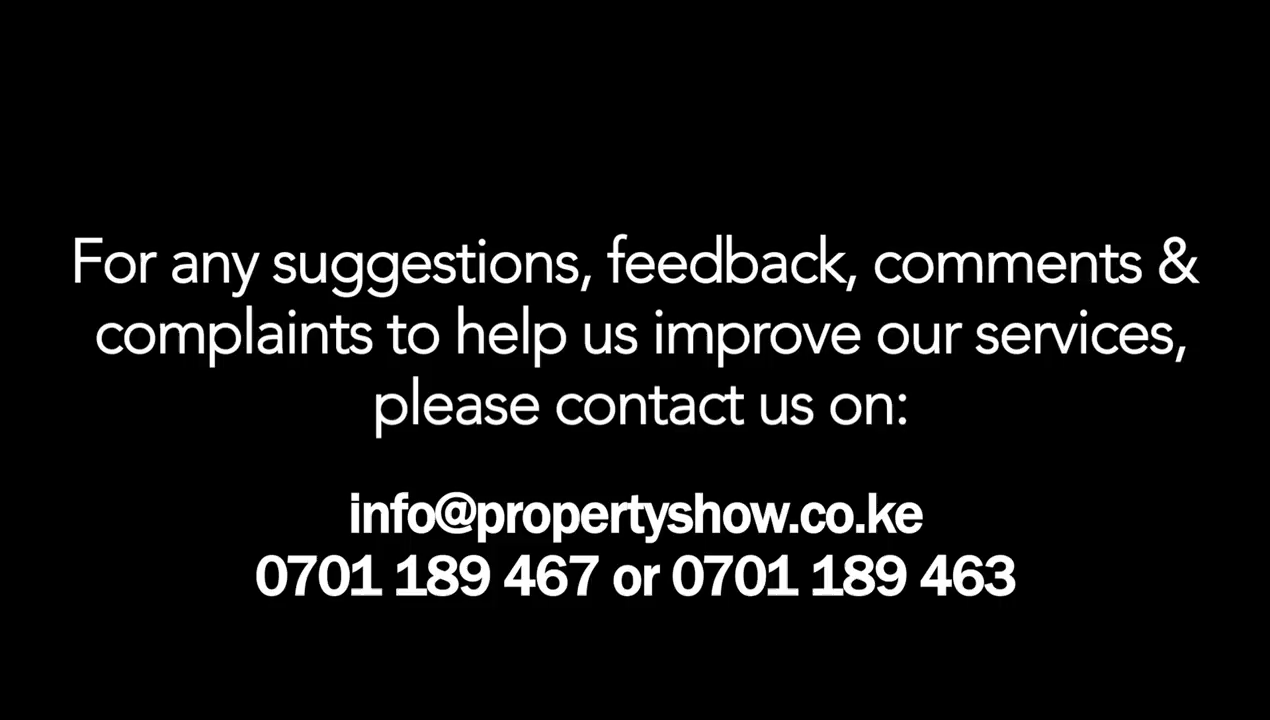 For any suggestions, feedback, comments &
complaints to help us improve our services,
please contact us on:
info@propertyshow.co.ke
0701 189 467 or 0701 189 463